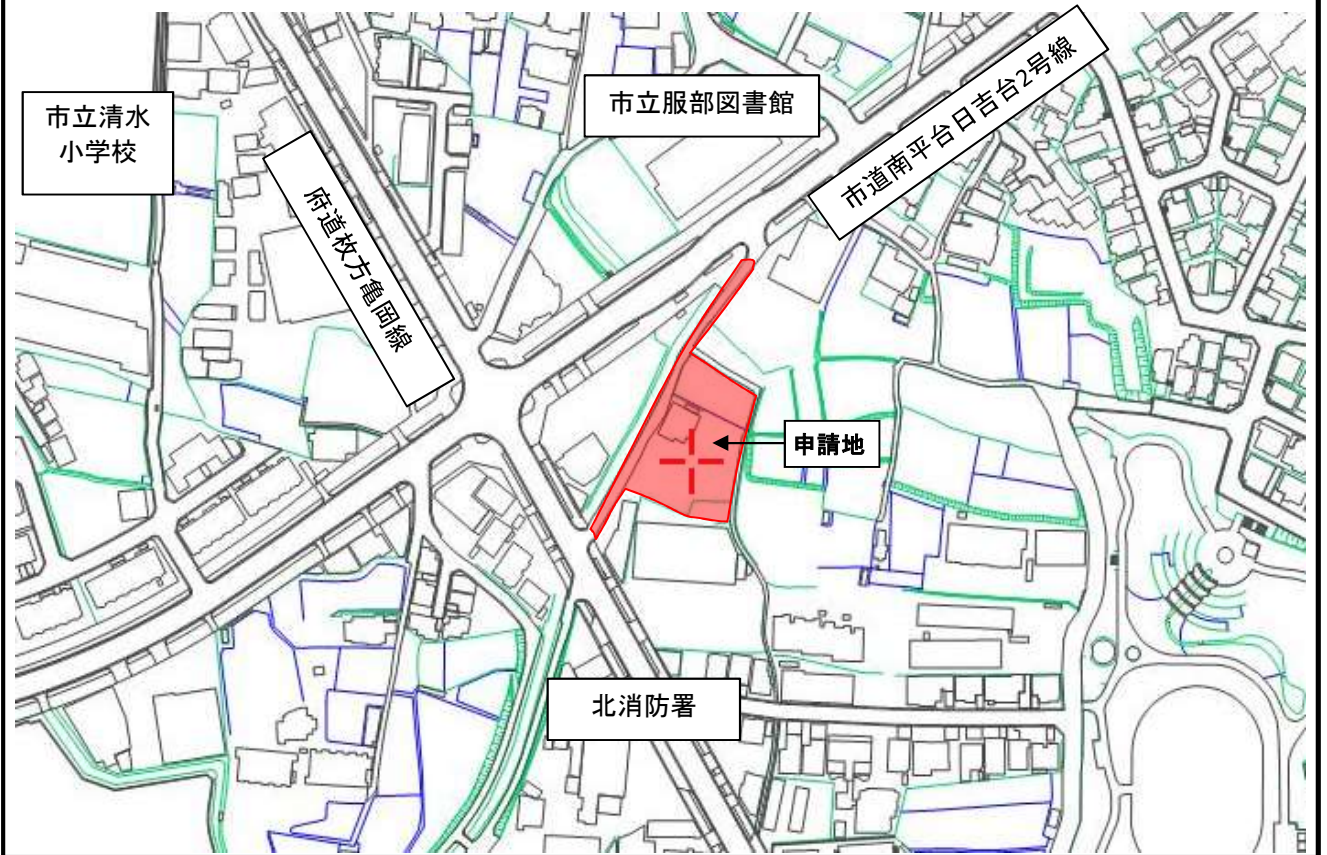 市立清水
小学校
府道枚方亀岡線
市立服部図書館
市道南平台日吉台2号線
申請地
北消防署